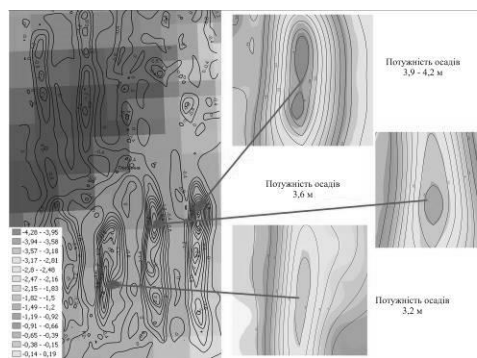 Потужність осадів
3,9 - 4,2 м
Потужність осадів
3,6 м
3,2 м
-4,28 - -3,95
-3,94 - -3,58
-3,57 - -3,18
-3,17 - -2,81
-2,8 - -2,48
-2,47 - -2,16
-2,15 - -1,83
-1,82 - -1,5
-1,49 - -1,2
-1,19 - -0,92
-0,91 - -0,66
-0,65 - -0,39
-0,38 - -0,15
-0,14 - 0,19
Потужність осадів